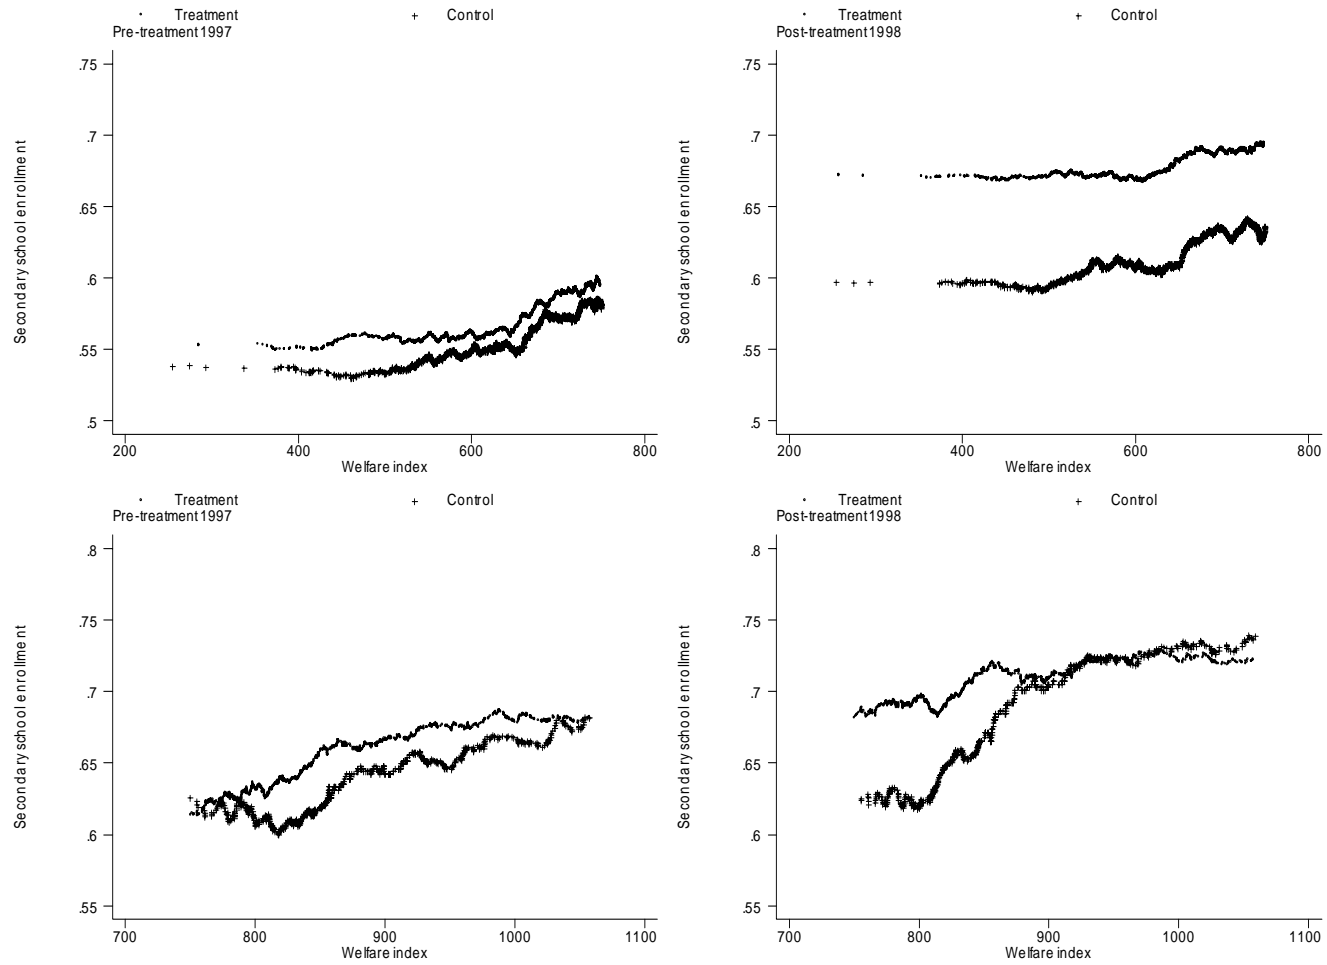 Treatment Control
Pre-treatment 1997
Secondary school enrollment
.75
.7
.65
.6
.55
.5
200 400 600 800
Welfare index
Treatment Control
Post-treatment 1998
Secondary school enrollment
.75
.7
.65
.6
.55
.5
200 400 600 800
Welfare index
Treatment Control
Pre-treatment 1997
Secondary school enrollment
.8
.75
.7
.65
.6
.55
700 800 900 1000 1100
Welfare index
Treatment Control
Post-treatment 1998
Secondary school enrollment
.8
.75
.7
.65
.6
.55
700 800 900 1000 1100
Welfare index